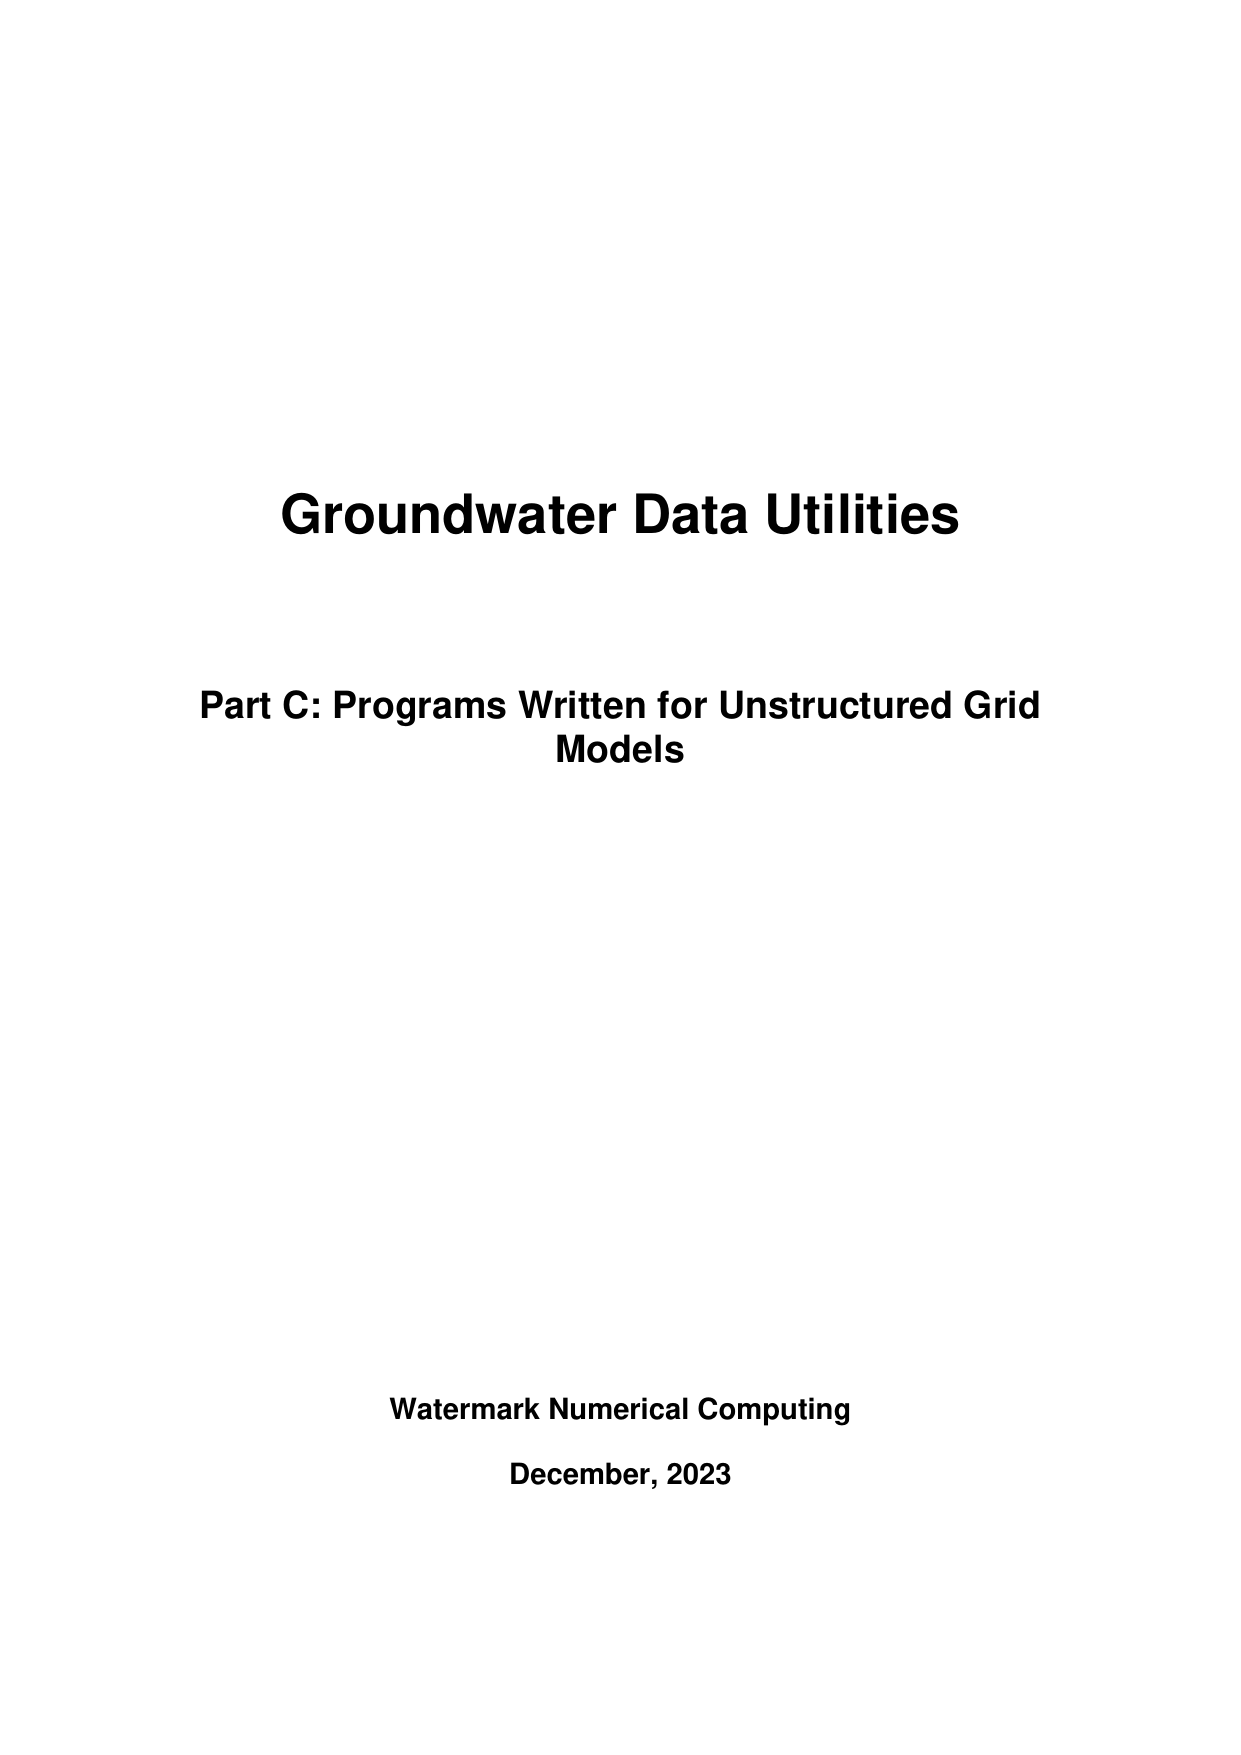 Groundwater Data Utilities
Part C: Programs Written for Unstructured Grid
Models
Watermark Numerical Computing
December, 2023